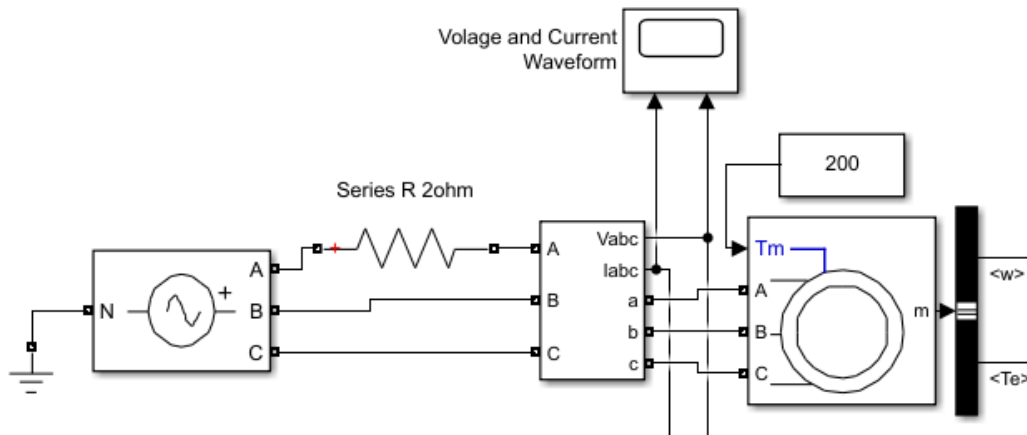 Volage and Current
Waveform
200
Series R 2ohm
N
+
A
B
C
A
B
C
Vabc
Iabc
a
b
c
Tm
A
B
C
m
<w>
<Te>